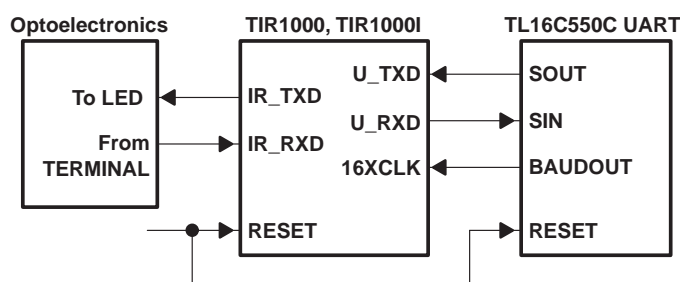 Optoelectronics
TIR1000, TIR1000I
TL16C550C UART
To LED
IR_TXD
U_TXD
SOUT
From
TERMINAL
IR_RXD
U_RXD
SIN
16XCLK
BAUDOUT
RESET
RESET